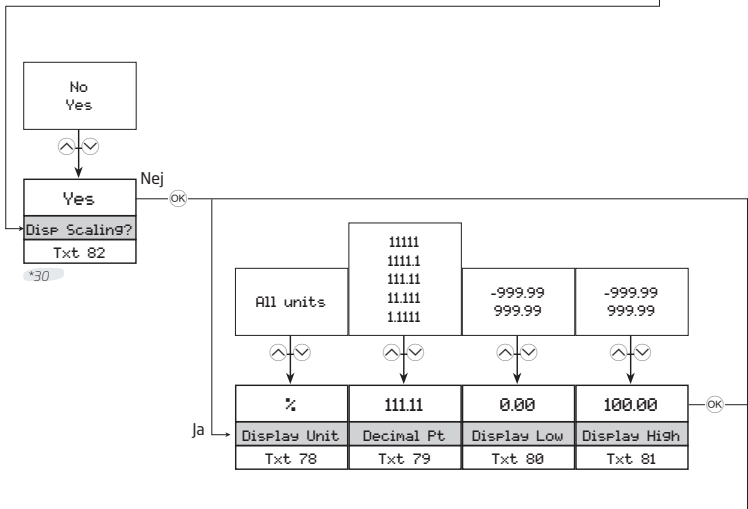 No
Yes
Nej
OK
Yes
Disp Scaling?
Txt 82
*30
All units
11111
1111.1
111.11
11.111
1.1111
-999.99
999.99
-999.99
999.99
% 111.11 0.00 100.00
OK
Ja
Display Unit Decimal Pt Display Low Display High
Txt 78 Txt 79 Txt 80 Txt 81